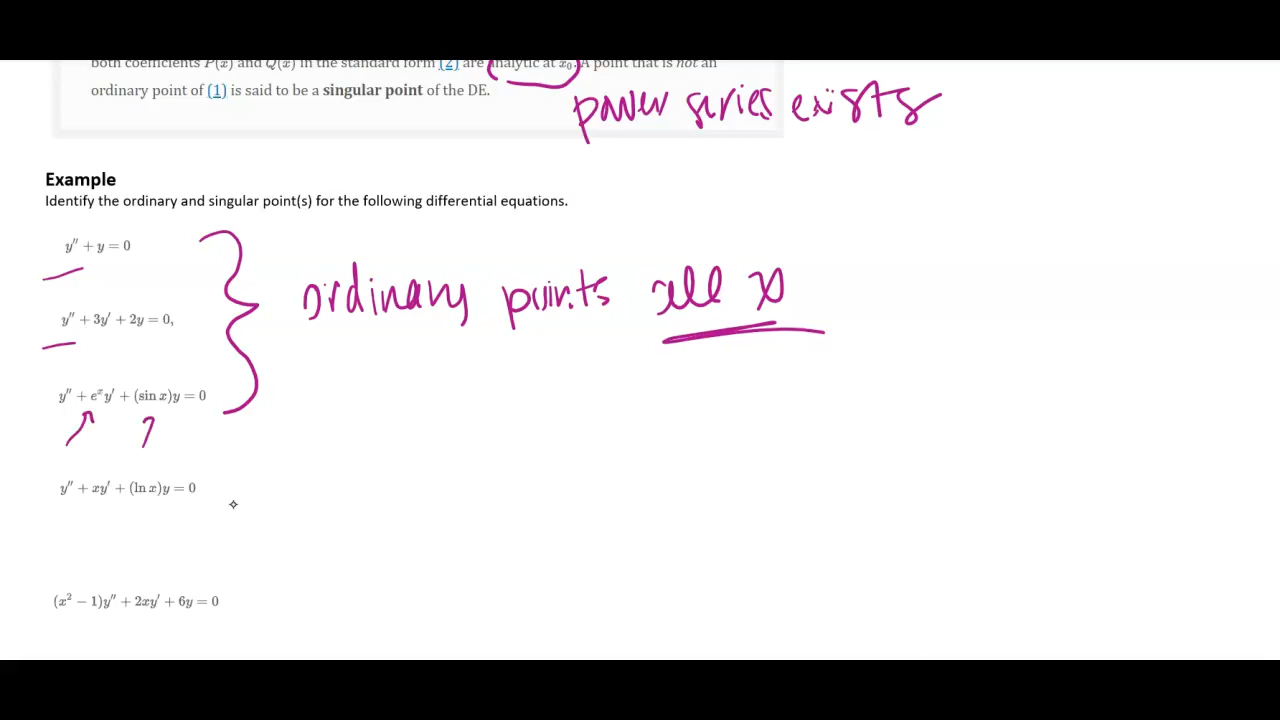 both coefficients P(x) and Q(x) in the standard form (2) are analytic at x₀. A point that is not an
ordinary point of (1) is said to be a singular point of the DE.
power series exists
Example
Identify the ordinary and singular point(s) for the following differential equations.
y″ + y = 0
ordinary points all x
y″ + 3y′ + 2y = 0,
y″ + eˣy′ + (sin x)y = 0
y″ + xy′ + (ln x)y = 0
(x² − 1)y″ + 2xy′ + 6y = 0